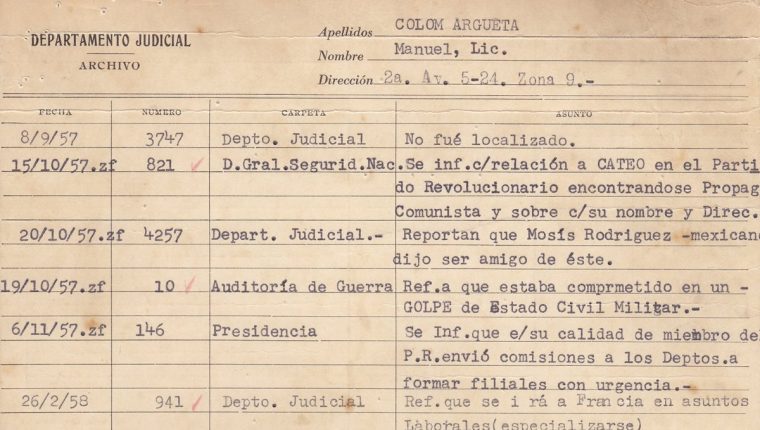 DEPARTAMENTO JUDICIAL
ARCHIVO
Apellidos COLOM ARGUETA
Nombre Manuel, Lic.
Dirección 2a. Av. 5-24. Zona 9.-
FECHA NUMERO CARPETA ASUNTO
8/9/57 3747 Depto. Judicial No fué localizado.
15/10/57.zf 821 D.Gral.Segurid.Nac. Se inf.c/relación a CATEO en el Parti
do Revolucionario encontrandose Propag
Comunista y sobre c/su nombre y Direc.
20/10/57.zf 4257 Depart. Judicial.- Reportan que Mosís Rodriguez -mexicano
dijo ser amigo de éste.
19/10/57.zf 10 Auditoría de Guerra Ref.a que estaba comprmetido en un -
GOLPE de Estado Civil Militar.-
6/11/57.zf 146 Presidencia Se Inf.que e/su calidad de miembro del
P.R.envió comisiones a los Deptos.a
formar filiales con urgencia.-
26/2/58 941 Depto. Judicial Ref.que se i rá a Francia en asuntos
Laborales(especializarse)